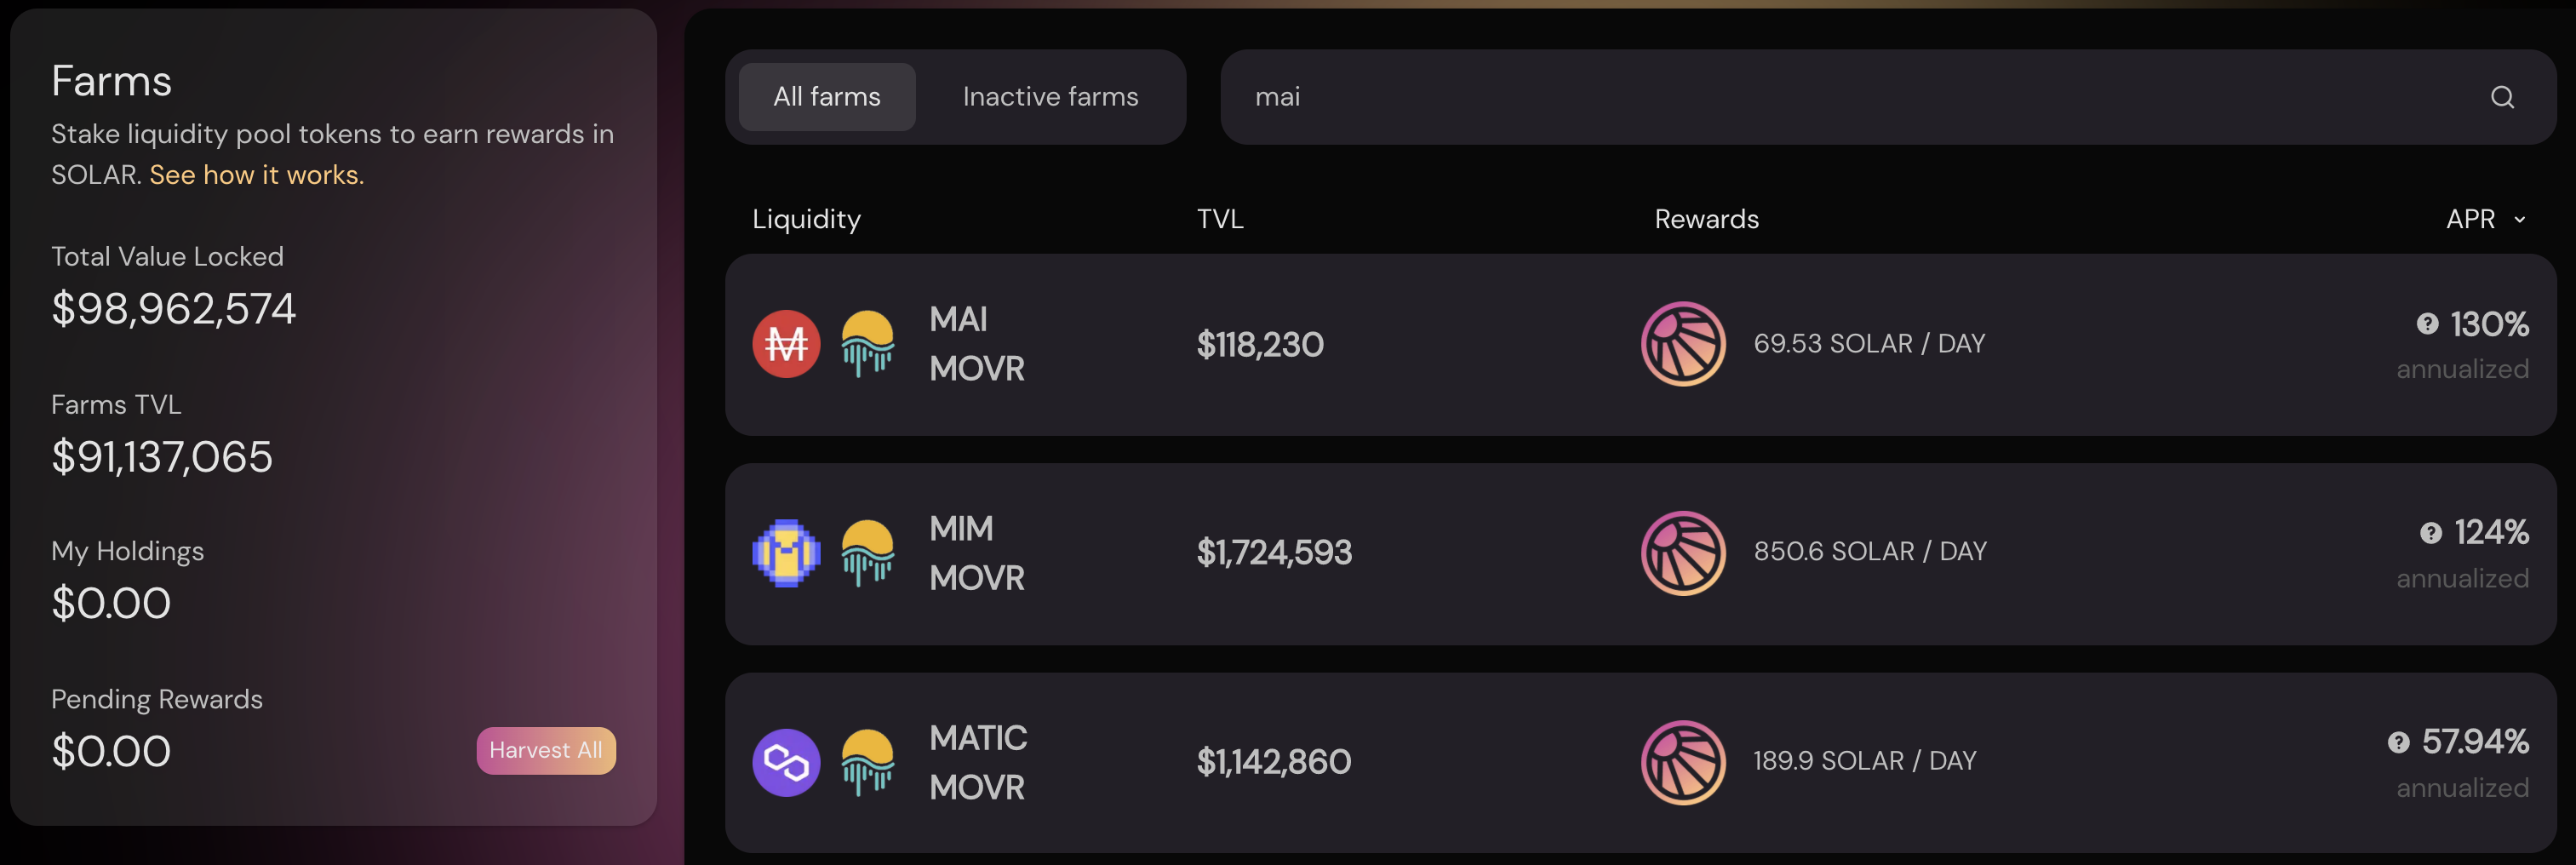 Farms
Stake liquidity pool tokens to earn rewards in
SOLAR. See how it works.
Total Value Locked
$98,962,574
Farms TVL
$91,137,065
My Holdings
$0.00
Pending Rewards
$0.00
Harvest All
All farms
Inactive farms
mai
Liquidity
TVL
Rewards
APR
MAI
MOVR
$118,230
69.53 SOLAR / DAY
130%
annualized
MIM
MOVR
$1,724,593
850.6 SOLAR / DAY
124%
annualized
MATIC
MOVR
$1,142,860
189.9 SOLAR / DAY
57.94%
annualized